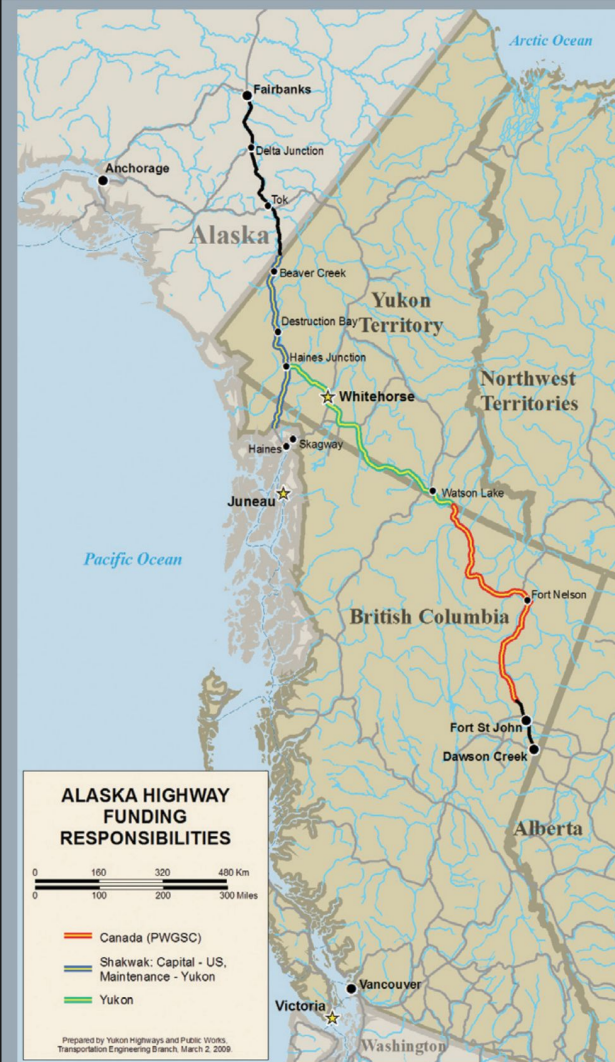 Arctic Ocean
Fairbanks
Delta Junction
Anchorage
Tok
Alaska
Beaver Creek
Yukon
Territory
Destruction Bay
Haines Junction
Northwest
Territories
Whitehorse
Haines
Skagway
Watson Lake
Juneau
Pacific Ocean
Fort Nelson
British Columbia
Fort St John
Dawson Creek
Alberta
ALASKA HIGHWAY
FUNDING
RESPONSIBILITIES
0 160 320 480 Km
0 100 200 300 Miles
Canada (PWGSC)
Shakwak: Capital - US,
Maintenance - Yukon
Yukon
Prepared by Yukon Highways and Public Works,
Transportation Engineering Branch, March 2, 2009.
Vancouver
Victoria
Washington